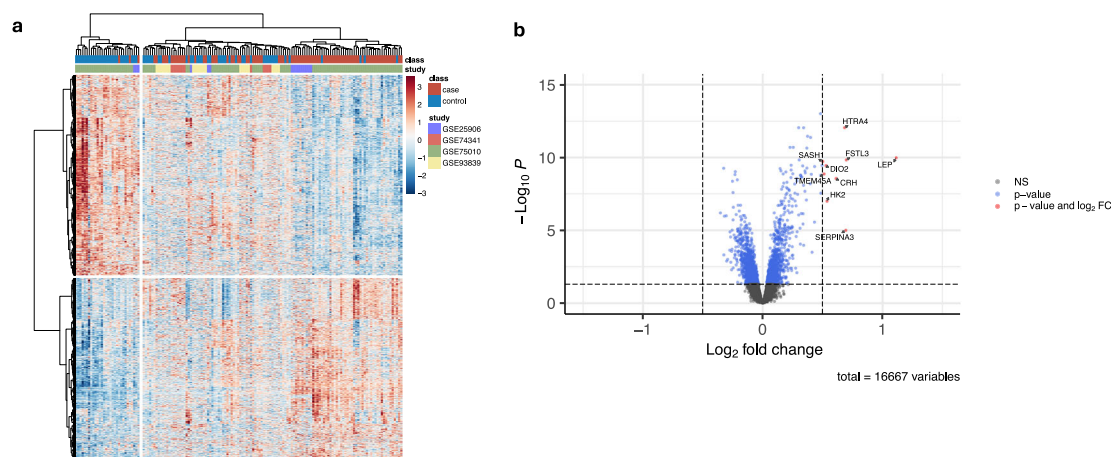 a
class
study
3
2
1
0
−1
−2
−3
class
case
control
study
GSE25906
GSE74341
GSE75010
GSE93839
b
− Log10 P
15
10
5
0
HTRA4
SASH1
FSTL3
LEP
DIO2
TMEM45A
CRH
HK2
SERPINA3
−1
0
1
Log2 fold change
total = 16667 variables
NS
p−value
p − value and log2 FC